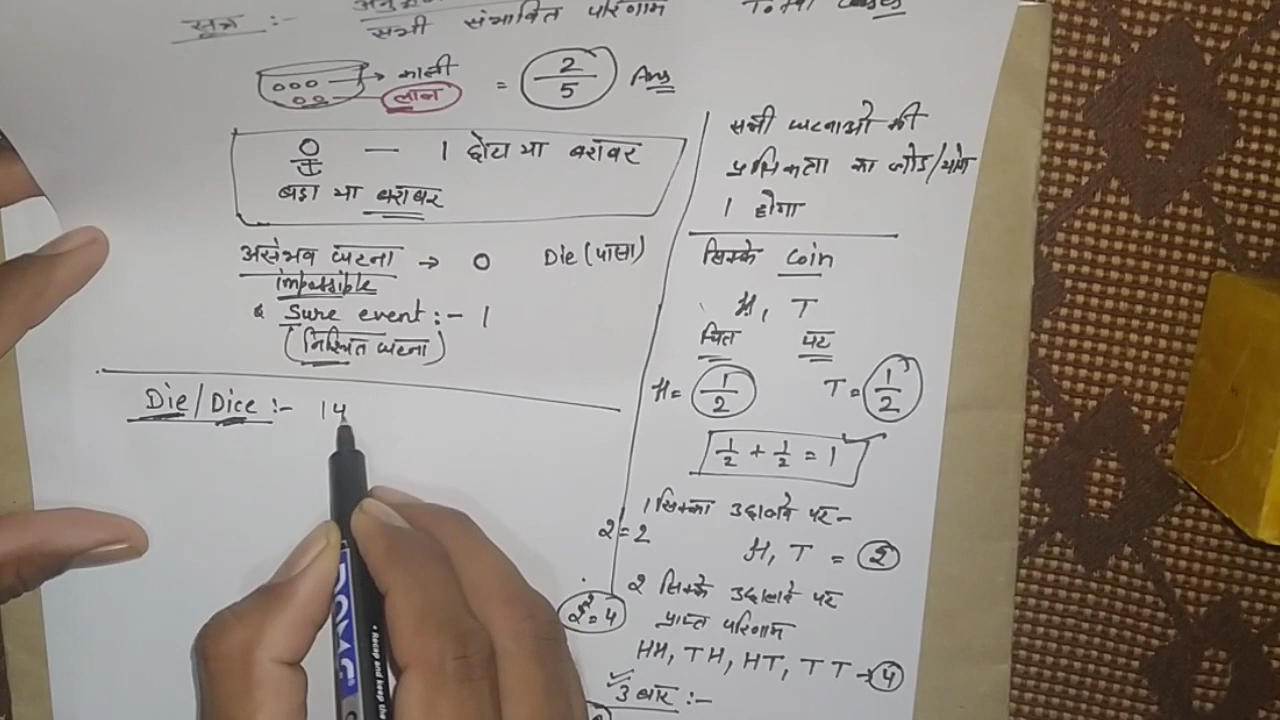 सूत्र :-
सभी संभावित परिणाम
→ काली
लाल
= 2/5 Ans
0 — 1 छोटा या बराबर
बड़ा या बराबर
असंभव घटना → 0 Die (पासा)
impossible
Sure event :- 1
(निश्चित घटना)
Die/Dice :- 14
सभी घटनाओ की
का जोड/योग
1 होगा
सिक्के coin
H, T
चित पट
H = 1/2 T = 1/2
1/2 + 1/2 = 1
1 सिक्का उछालने पर -
2 = 2
H, T = 2
2 सिक्के उछालने पर
2² = 4
प्राप्त परिणाम
HH, TH, HT, TT → 4
3 बार :-
DOMS